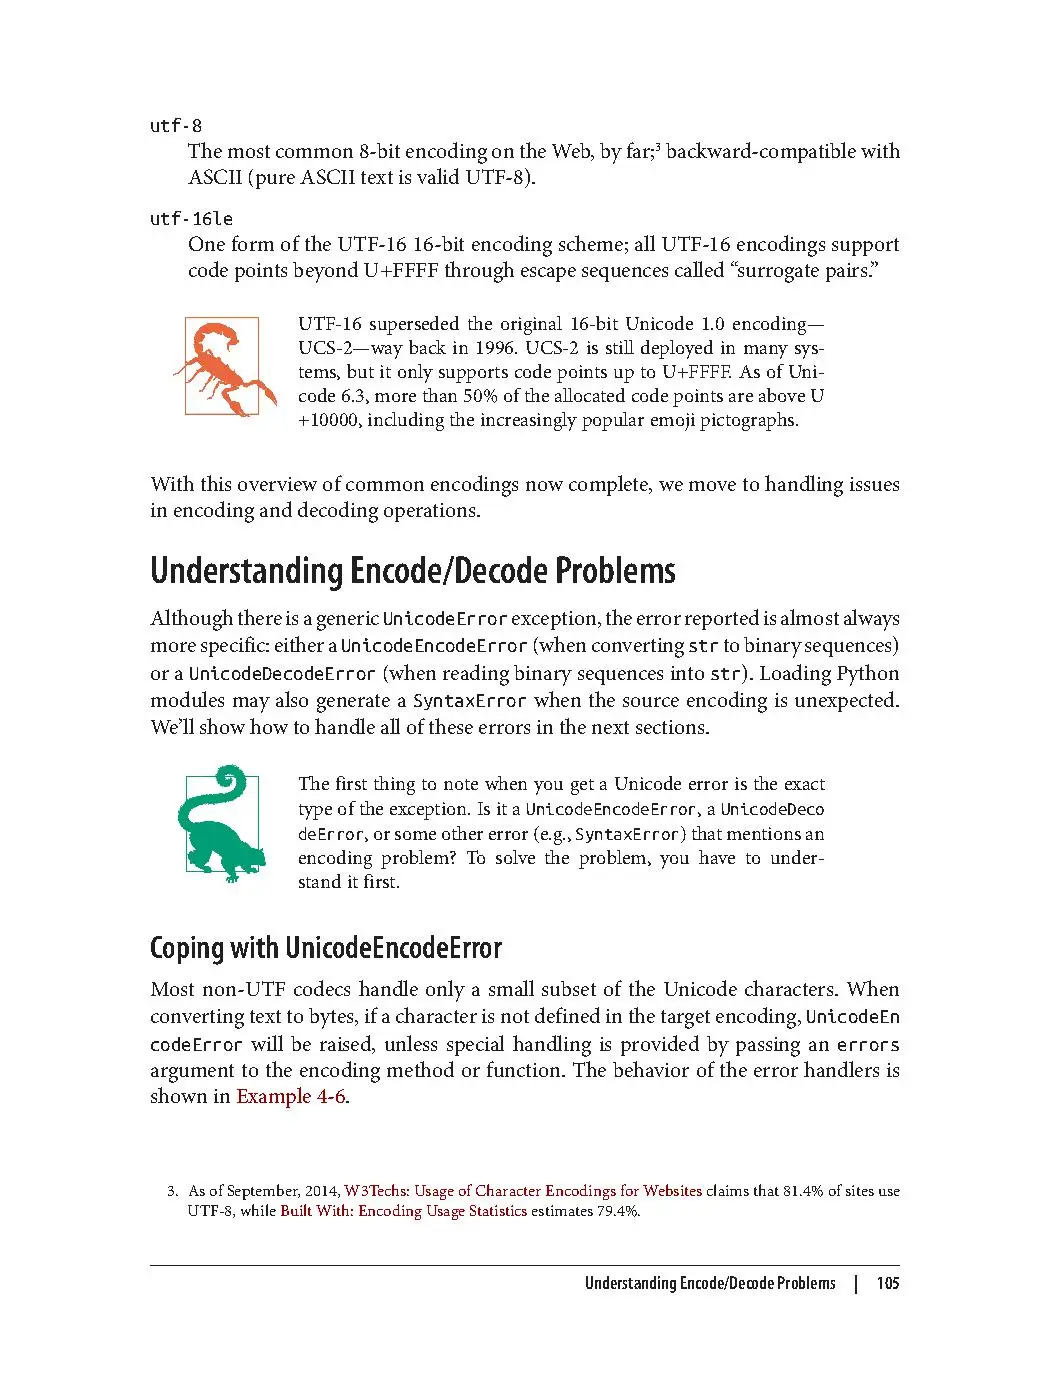 utf-8
The most common 8-bit encoding on the Web, by far;³ backward-compatible with
ASCII (pure ASCII text is valid UTF-8).
utf-16le
One form of the UTF-16 16-bit encoding scheme; all UTF-16 encodings support
code points beyond U+FFFF through escape sequences called “surrogate pairs.”
UTF-16 superseded the original 16-bit Unicode 1.0 encoding—
UCS-2—way back in 1996. UCS-2 is still deployed in many sys-
tems, but it only supports code points up to U+FFFF. As of Uni-
code 6.3, more than 50% of the allocated code points are above U
+10000, including the increasingly popular emoji pictographs.
With this overview of common encodings now complete, we move to handling issues
in encoding and decoding operations.
Understanding Encode/Decode Problems
Although there is a generic UnicodeError exception, the error reported is almost always
more specific: either a UnicodeEncodeError (when converting str to binary sequences)
or a UnicodeDecodeError (when reading binary sequences into str). Loading Python
modules may also generate a SyntaxError when the source encoding is unexpected.
We’ll show how to handle all of these errors in the next sections.
The first thing to note when you get a Unicode error is the exact
type of the exception. Is it a UnicodeEncodeError, a UnicodeDeco
deError, or some other error (e.g., SyntaxError) that mentions an
encoding problem? To solve the problem, you have to under-
stand it first.
Coping with UnicodeEncodeError
Most non-UTF codecs handle only a small subset of the Unicode characters. When
converting text to bytes, if a character is not defined in the target encoding, UnicodeEn
codeError will be raised, unless special handling is provided by passing an errors
argument to the encoding method or function. The behavior of the error handlers is
shown in Example 4-6.
3. As of September, 2014, W3Techs: Usage of Character Encodings for Websites claims that 81.4% of sites use
UTF-8, while Built With: Encoding Usage Statistics estimates 79.4%.
Understanding Encode/Decode Problems | 105